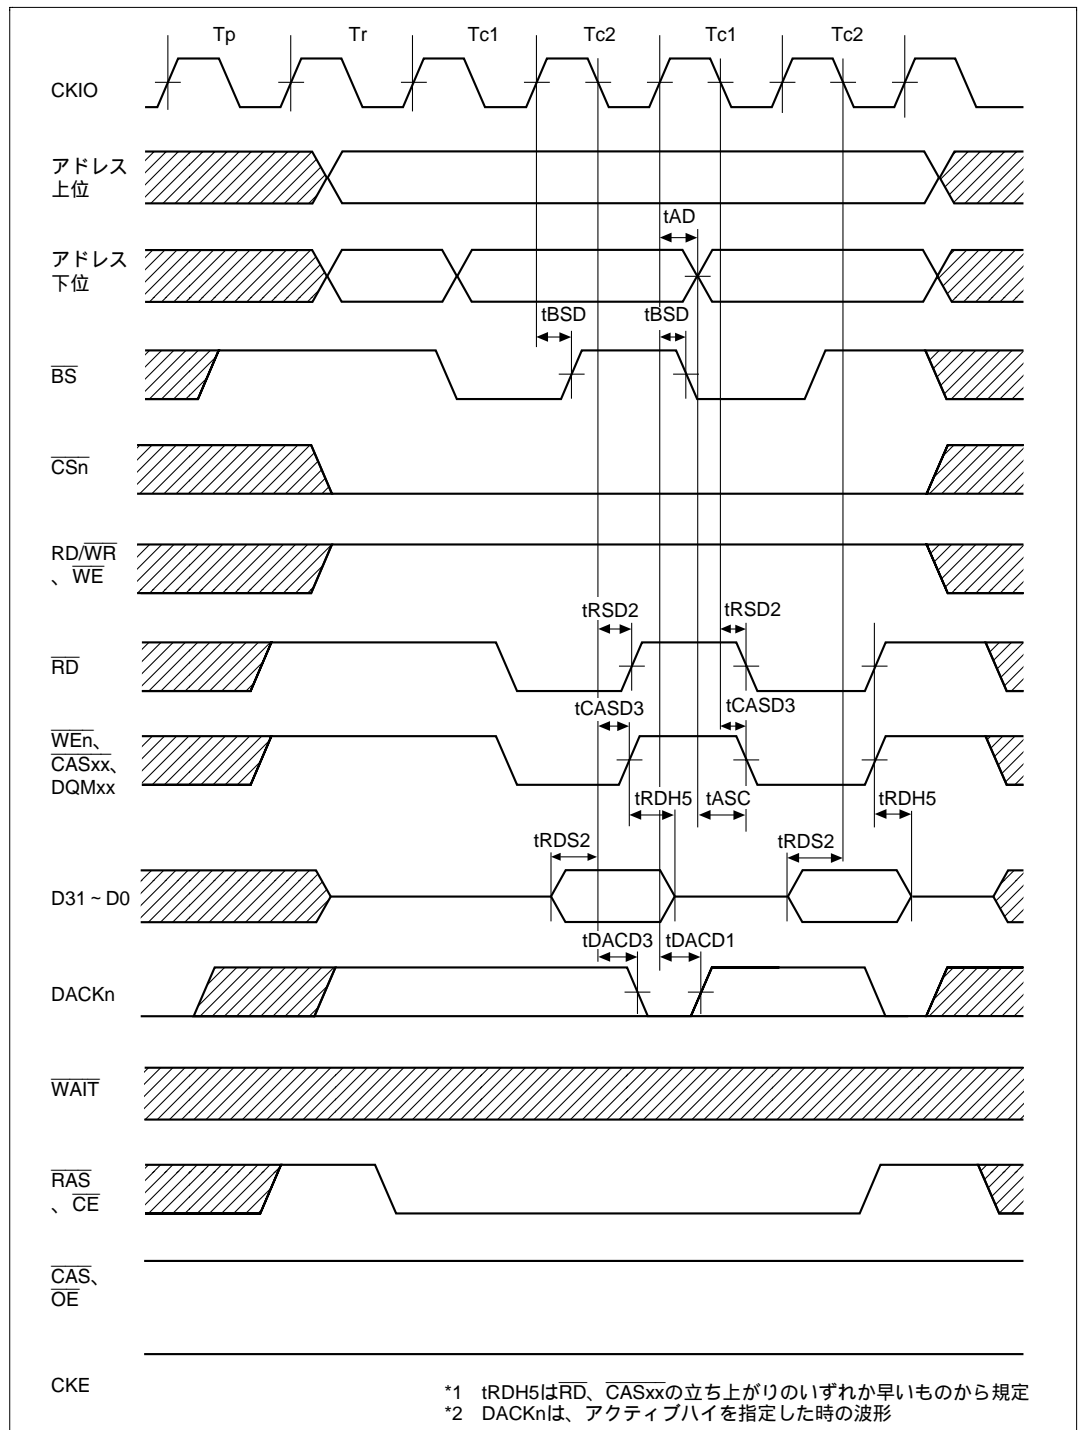 Tp Tr Tc1 Tc2 Tc1 Tc2
CKIO
アドレス
上位
tAD
アドレス
下位
tBSD tBSD
BS
CSn
RD/WR
、WE
tRSD2 tRSD2
RD
tCASD3 tCASD3
WEn、
CASxx、
DQMxx
tRDH5 tASC tRDH5
tRDS2 tRDS2
D31 ~ D0
tDACD3 tDACD1
DACKn
WAIT
RAS
、CE
CAS、
OE
CKE
*1 tRDH5はRD、CASxxの立ち上がりのいずれか早いものから規定
*2 DACKnは、アクティブハイを指定した時の波形